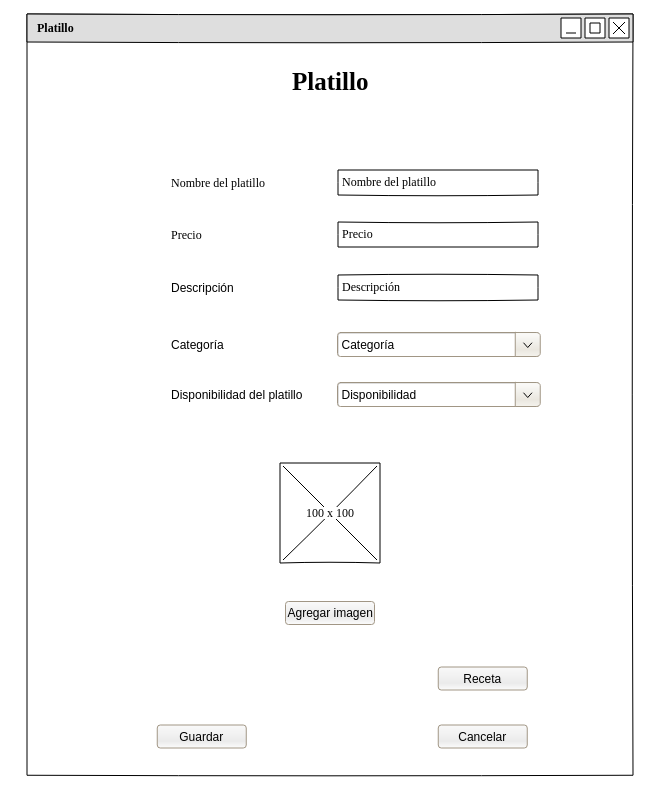 Platillo
Platillo
Nombre del platillo Nombre del platillo
Precio Precio
Descripción Descripción
Categoría Categoría
Disponibilidad del platillo Disponibilidad
100 x 100
Agregar imagen
Receta
Guardar Cancelar